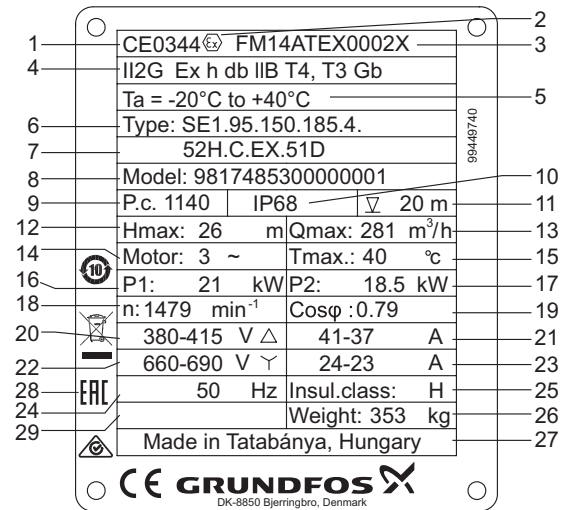 2
1 CE0344 Ex FM14ATEX0002X 3
4 II2G Ex h db IIB T4, T3 Gb
Ta = -20°C to +40°C 5
6 Type: SE1.95.150.185.4.
7 52H.C.EX.51D
99449740
8 Model: 9817485300000001 10
9 P.c. 1140 IP68 20 m 11
12 Hmax: 26 m Qmax: 281 m³/h 13
14 Motor: 3 ~ Tmax.: 40 °C 15
10
16 P1: 21 kW P2: 18.5 kW 17
18 n: 1479 min⁻¹ Cosφ : 0.79 19
20 380-415 V △ 41-37 A 21
22 660-690 V Y 24-23 A 23
28 EAC
24 50 Hz Insul.class: H 25
29 Weight: 353 kg 26
Made in Tatabánya, Hungary 27
CE GRUNDFOS
DK-8850 Bjerringbro, Denmark